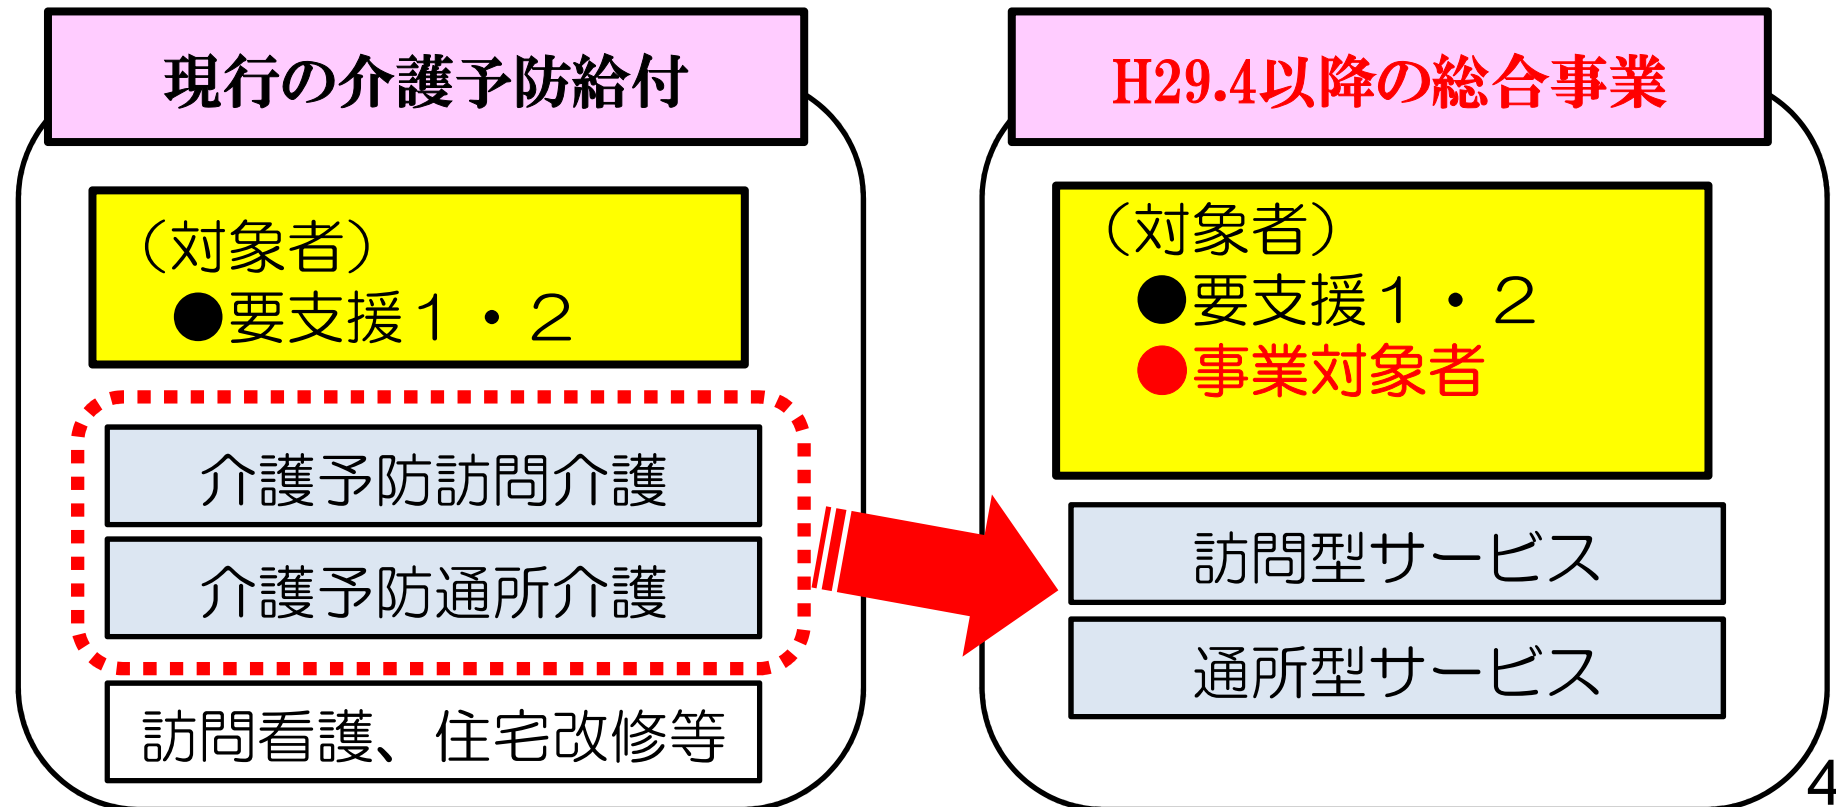 現行の介護予防給付
（対象者）
●要支援１・２
介護予防訪問介護
介護予防通所介護
訪問看護、住宅改修等
H29.4以降の総合事業
（対象者）
●要支援１・２
●事業対象者
訪問型サービス
通所型サービス
4